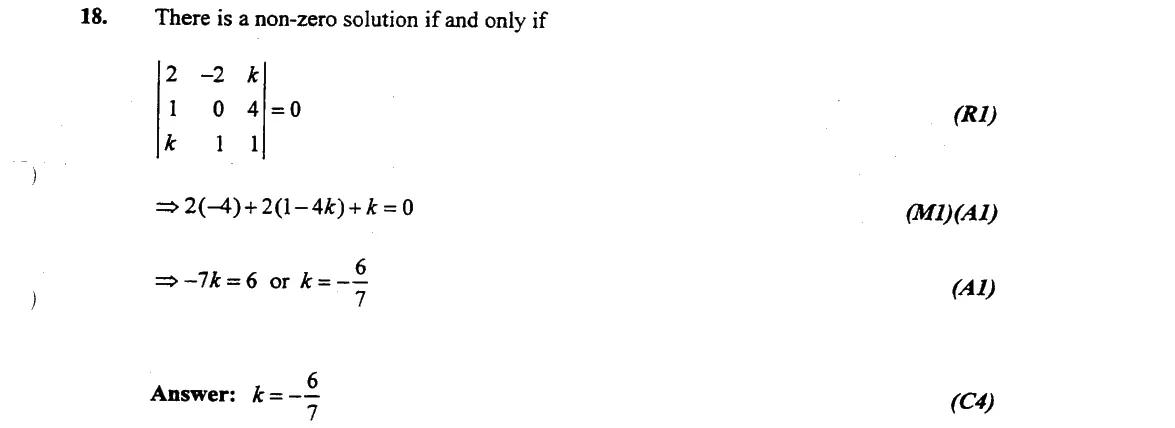 18. There is a non-zero solution if and only if
|2 −2 k|
|1 0 4| = 0 (R1)
|k 1 1|
⇒ 2(−4) + 2(1 − 4k) + k = 0 (M1)(A1)
⇒ −7k = 6 or k = −6/7 (A1)
Answer: k = −6/7 (C4)